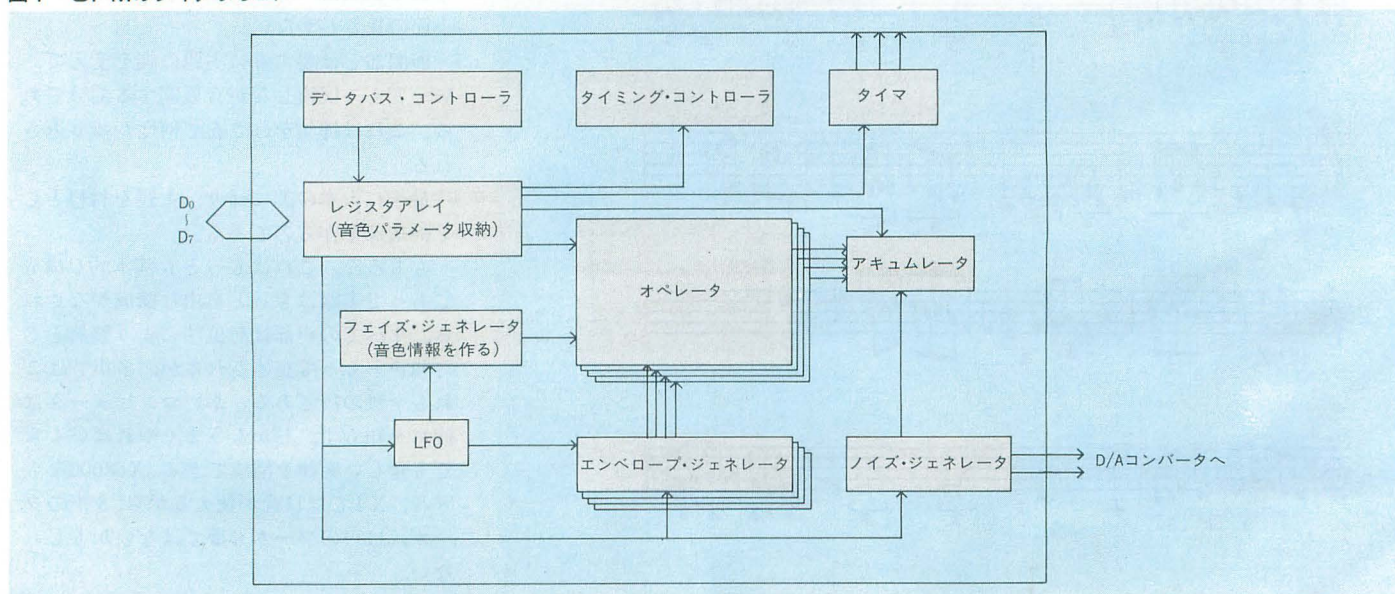 データバス・コントローラ
タイミング・コントローラ
タイマ
D₀
〜
D₇
レジスタアレイ
(音色パラメータ収納)
オペレータ
アキュムレータ
フェイズ・ジェネレータ
(音色情報を作る)
LFO
エンベロープ・ジェネレータ
ノイズ・ジェネレータ
D/Aコンバータへ